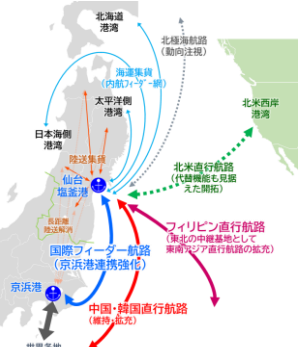 北海道
港湾
北極海航路
(動向注視)
海運集貨
(内航フィーダー網)
太平洋側
港湾
日本海側
港湾
北米西岸
港湾
陸送集貨
仙台
塩釜港
北米直行航路
(代替機能も見据
えた開拓)
長距離
陸送解消
フィリピン直行航路
(東北の中継基地として
東南アジア直行航路の拡充)
国際フィーダー航路
(京浜港連携強化)
京浜港
中国・韓国直行航路
(維持・拡充)